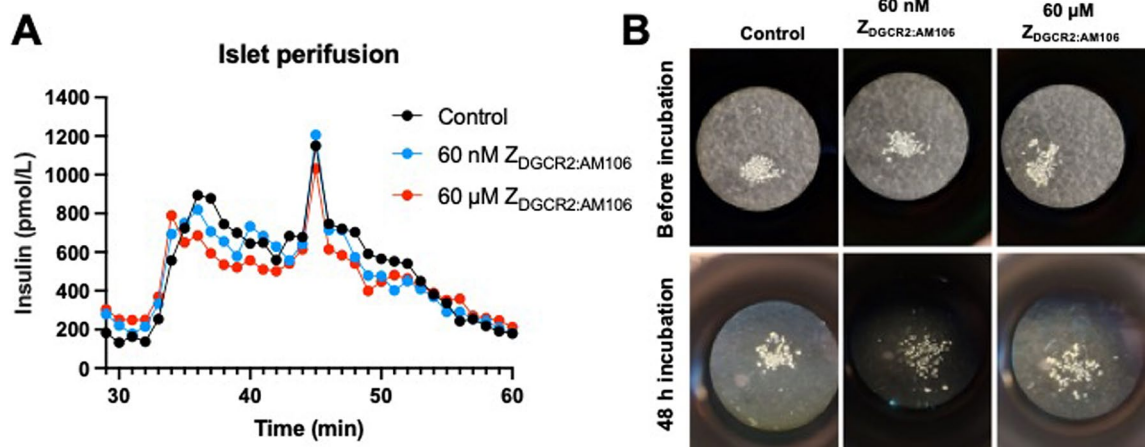 A
Islet perifusion
1400
1200
1000
800
600
400
200
0
Insulin (pmol/L)
30
40
50
60
Time (min)
Control
60 nM ZDGCR2:AM106
60 µM ZDGCR2:AM106
B
Control
60 nM
ZDGCR2:AM106
60 µM
ZDGCR2:AM106
Before incubation
48 h incubation